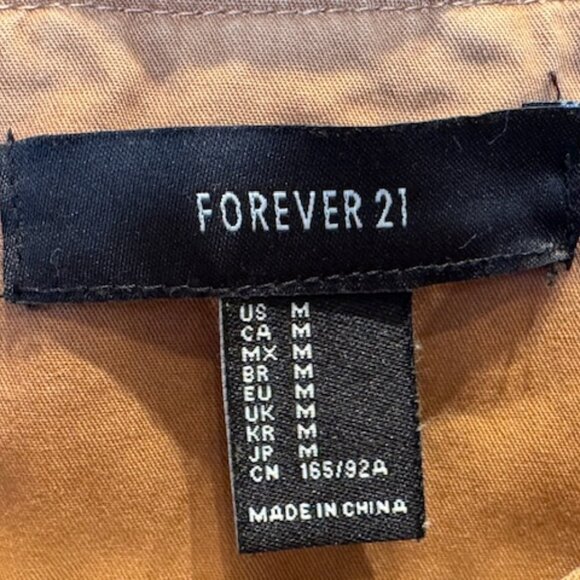 FOREVER 21
US M
CA M
MX M
BR M
EU M
UK M
KR M
JP M
CN 165/92A
MADE IN CHINA